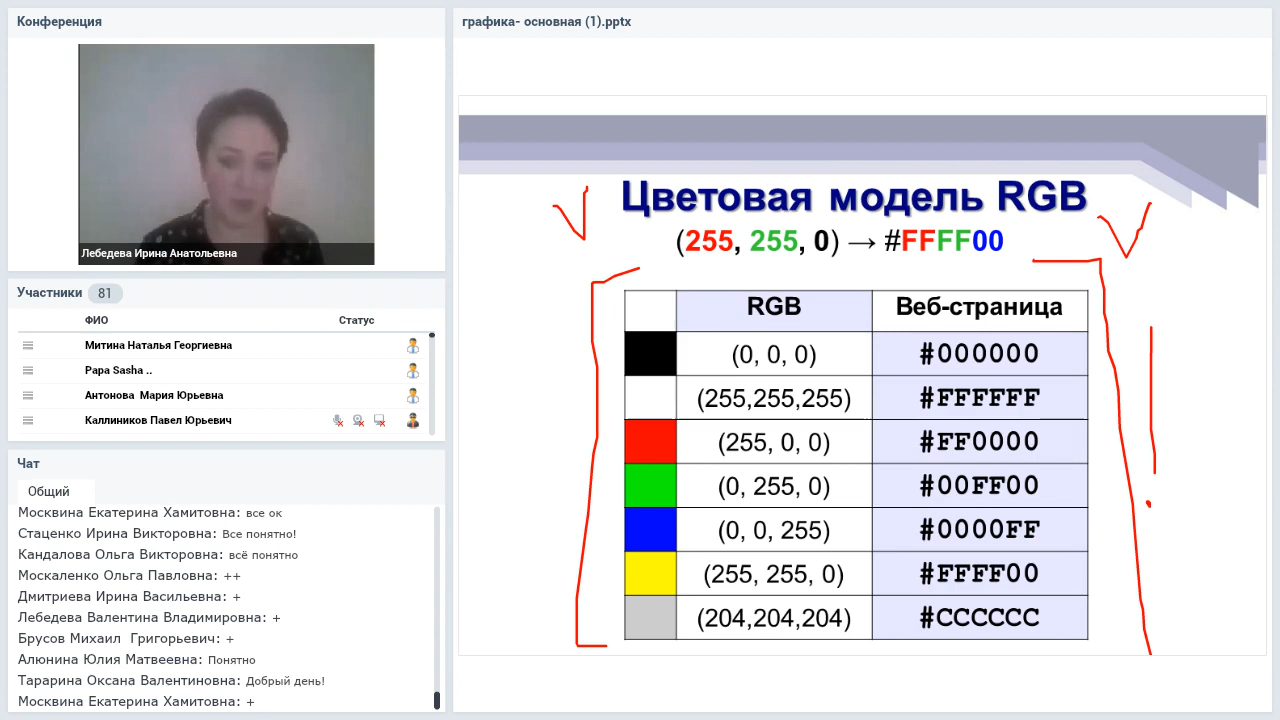 Конференция
Лебедева Ирина Анатольевна
Участники 81
ФИО Статус
Митина Наталья Георгиевна
Papa Sasha ..
Антонова Мария Юрьевна
Каллиников Павел Юрьевич
Чат
Общий
Москвина Екатерина Хамитовна: все ок
Стаценко Ирина Викторовна: Все понятно!
Кандалова Ольга Викторовна: всё понятно
Москаленко Ольга Павловна: ++
Дмитриева Ирина Васильевна: +
Лебедева Валентина Владимировна: +
Брусов Михаил Григорьевич: +
Алюнина Юлия Матвеевна: Понятно
Тарарина Оксана Валентиновна: Добрый день!
Москвина Екатерина Хамитовна: +
графика- основная (1).pptx
Цветовая модель RGB
(255, 255, 0) → #FFFF00
RGB Веб-страница
(0, 0, 0) #000000
(255,255,255) #FFFFFF
(255, 0, 0) #FF0000
(0, 255, 0) #00FF00
(0, 0, 255) #0000FF
(255, 255, 0) #FFFF00
(204,204,204) #CCCCCC